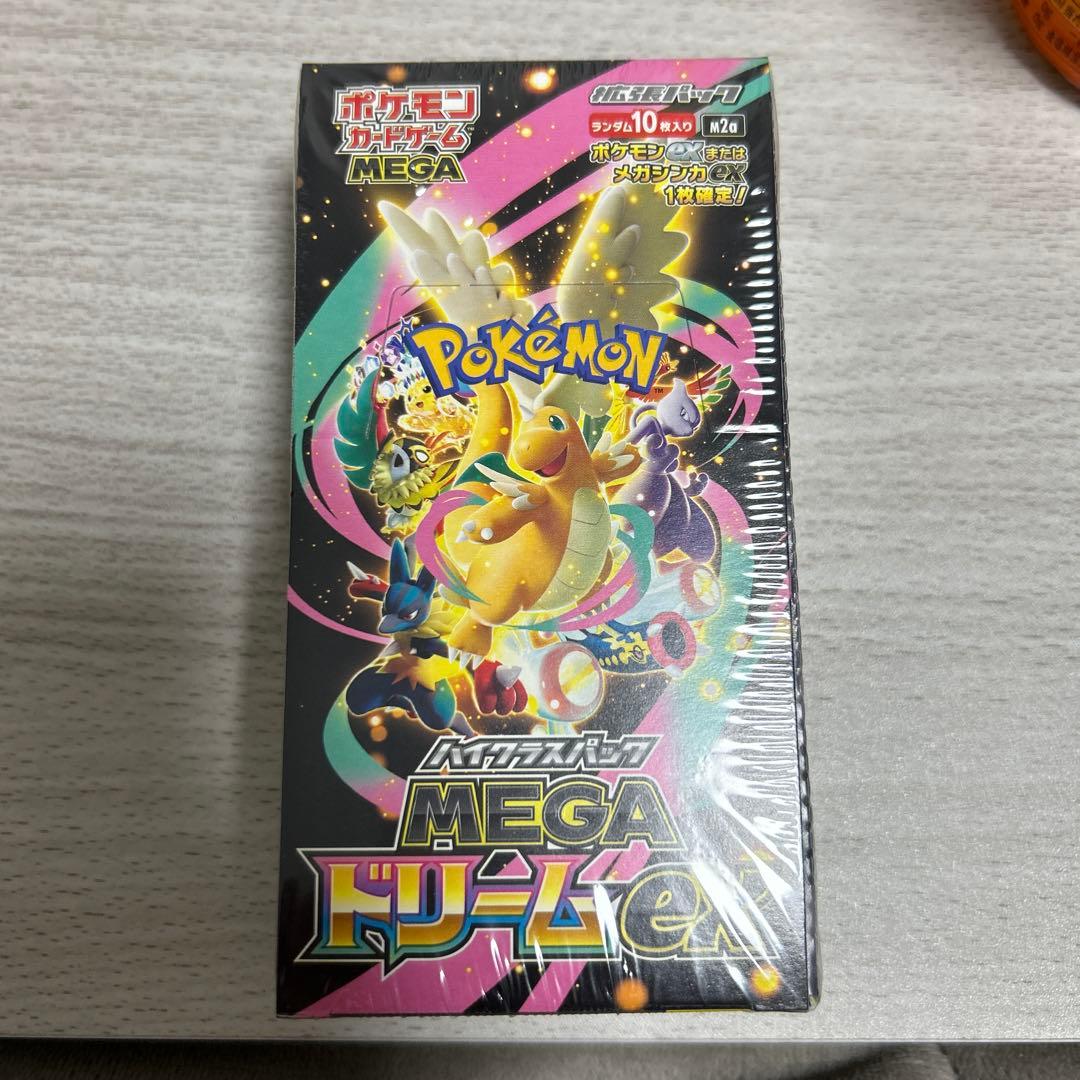 ポケモン
カードゲーム™
MEGA
拡張パック
ランダム10枚入り M2a
ポケモンexまたは
メガシンカex
1枚確定!
POKéMON™
ハイクラスパック
MEGA
ドリームex